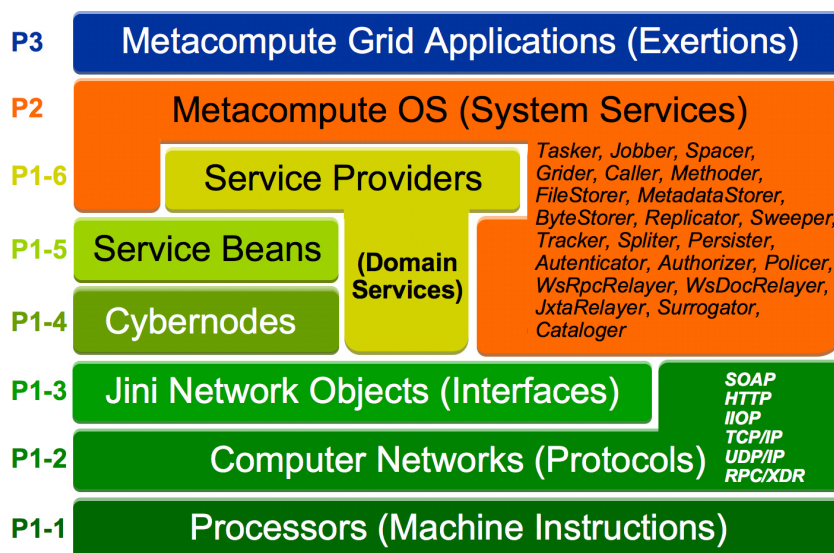 P3
Metacompute Grid Applications (Exertions)
P2
Metacompute OS (System Services)
Tasker, Jobber, Spacer,
Grider, Caller, Methoder,
FileStorer, MetadataStorer,
ByteStorer, Replicator, Sweeper,
Tracker, Spliter, Persister,
Autenticator, Authorizer, Policer,
WsRpcRelayer, WsDocRelayer,
JxtaRelayer, Surrogator,
Cataloger
P1-6
Service Providers
(Domain
Services)
P1-5
Service Beans
P1-4
Cybernodes
P1-3
Jini Network Objects (Interfaces)
P1-2
Computer Networks (Protocols)
SOAP
HTTP
IIOP
TCP/IP
UDP/IP
RPC/XDR
P1-1
Processors (Machine Instructions)